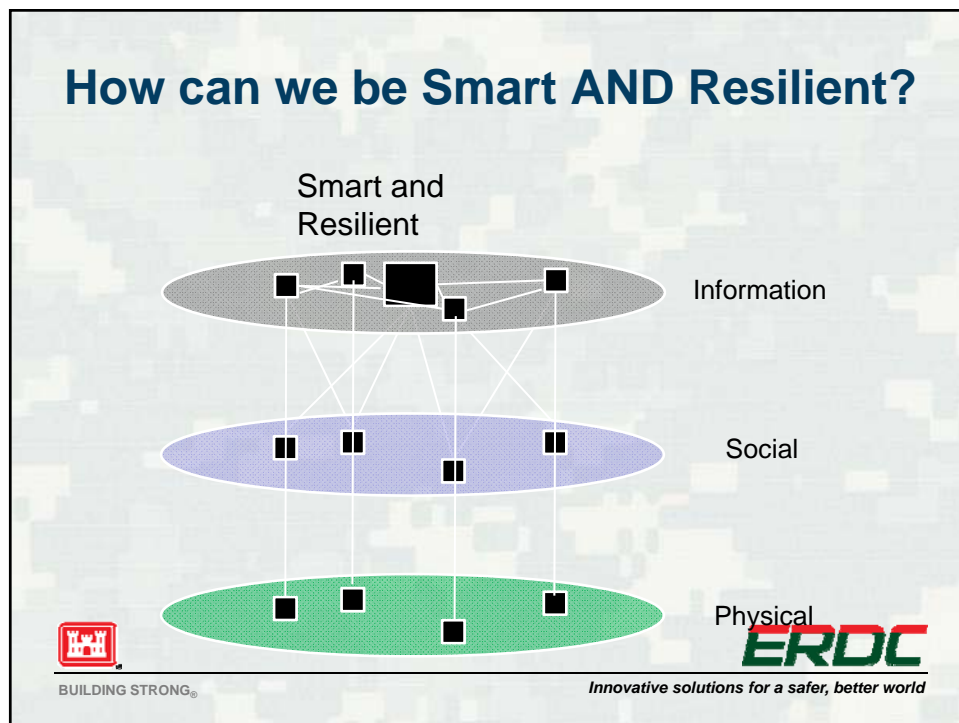 How can we be Smart AND Resilient?
Smart and
Resilient
Information
Social
Physical
ERDC
BUILDING STRONG®
Innovative solutions for a safer, better world